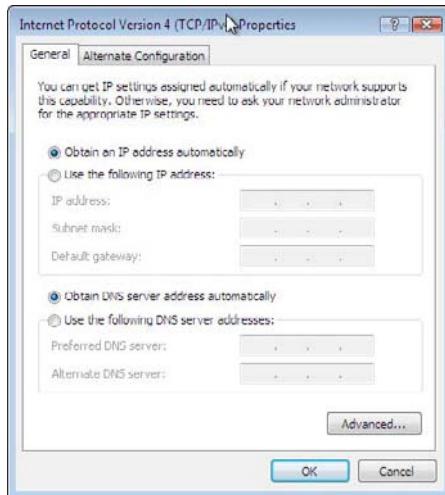 Internet Protocol Version 4 (TCP/IPv Properties
General Alternate Configuration
You can get IP settings assigned automatically if your network supports
this capability. Otherwise, you need to ask your network administrator
for the appropriate IP settings.
Obtain an IP address automatically
Use the following IP address:
IP address:
Subnet mask:
Default gateway:
Obtain DNS server address automatically
Use the following DNS server addresses:
Preferred DNS server:
Alternate DNS server:
Advanced...
OK Cancel